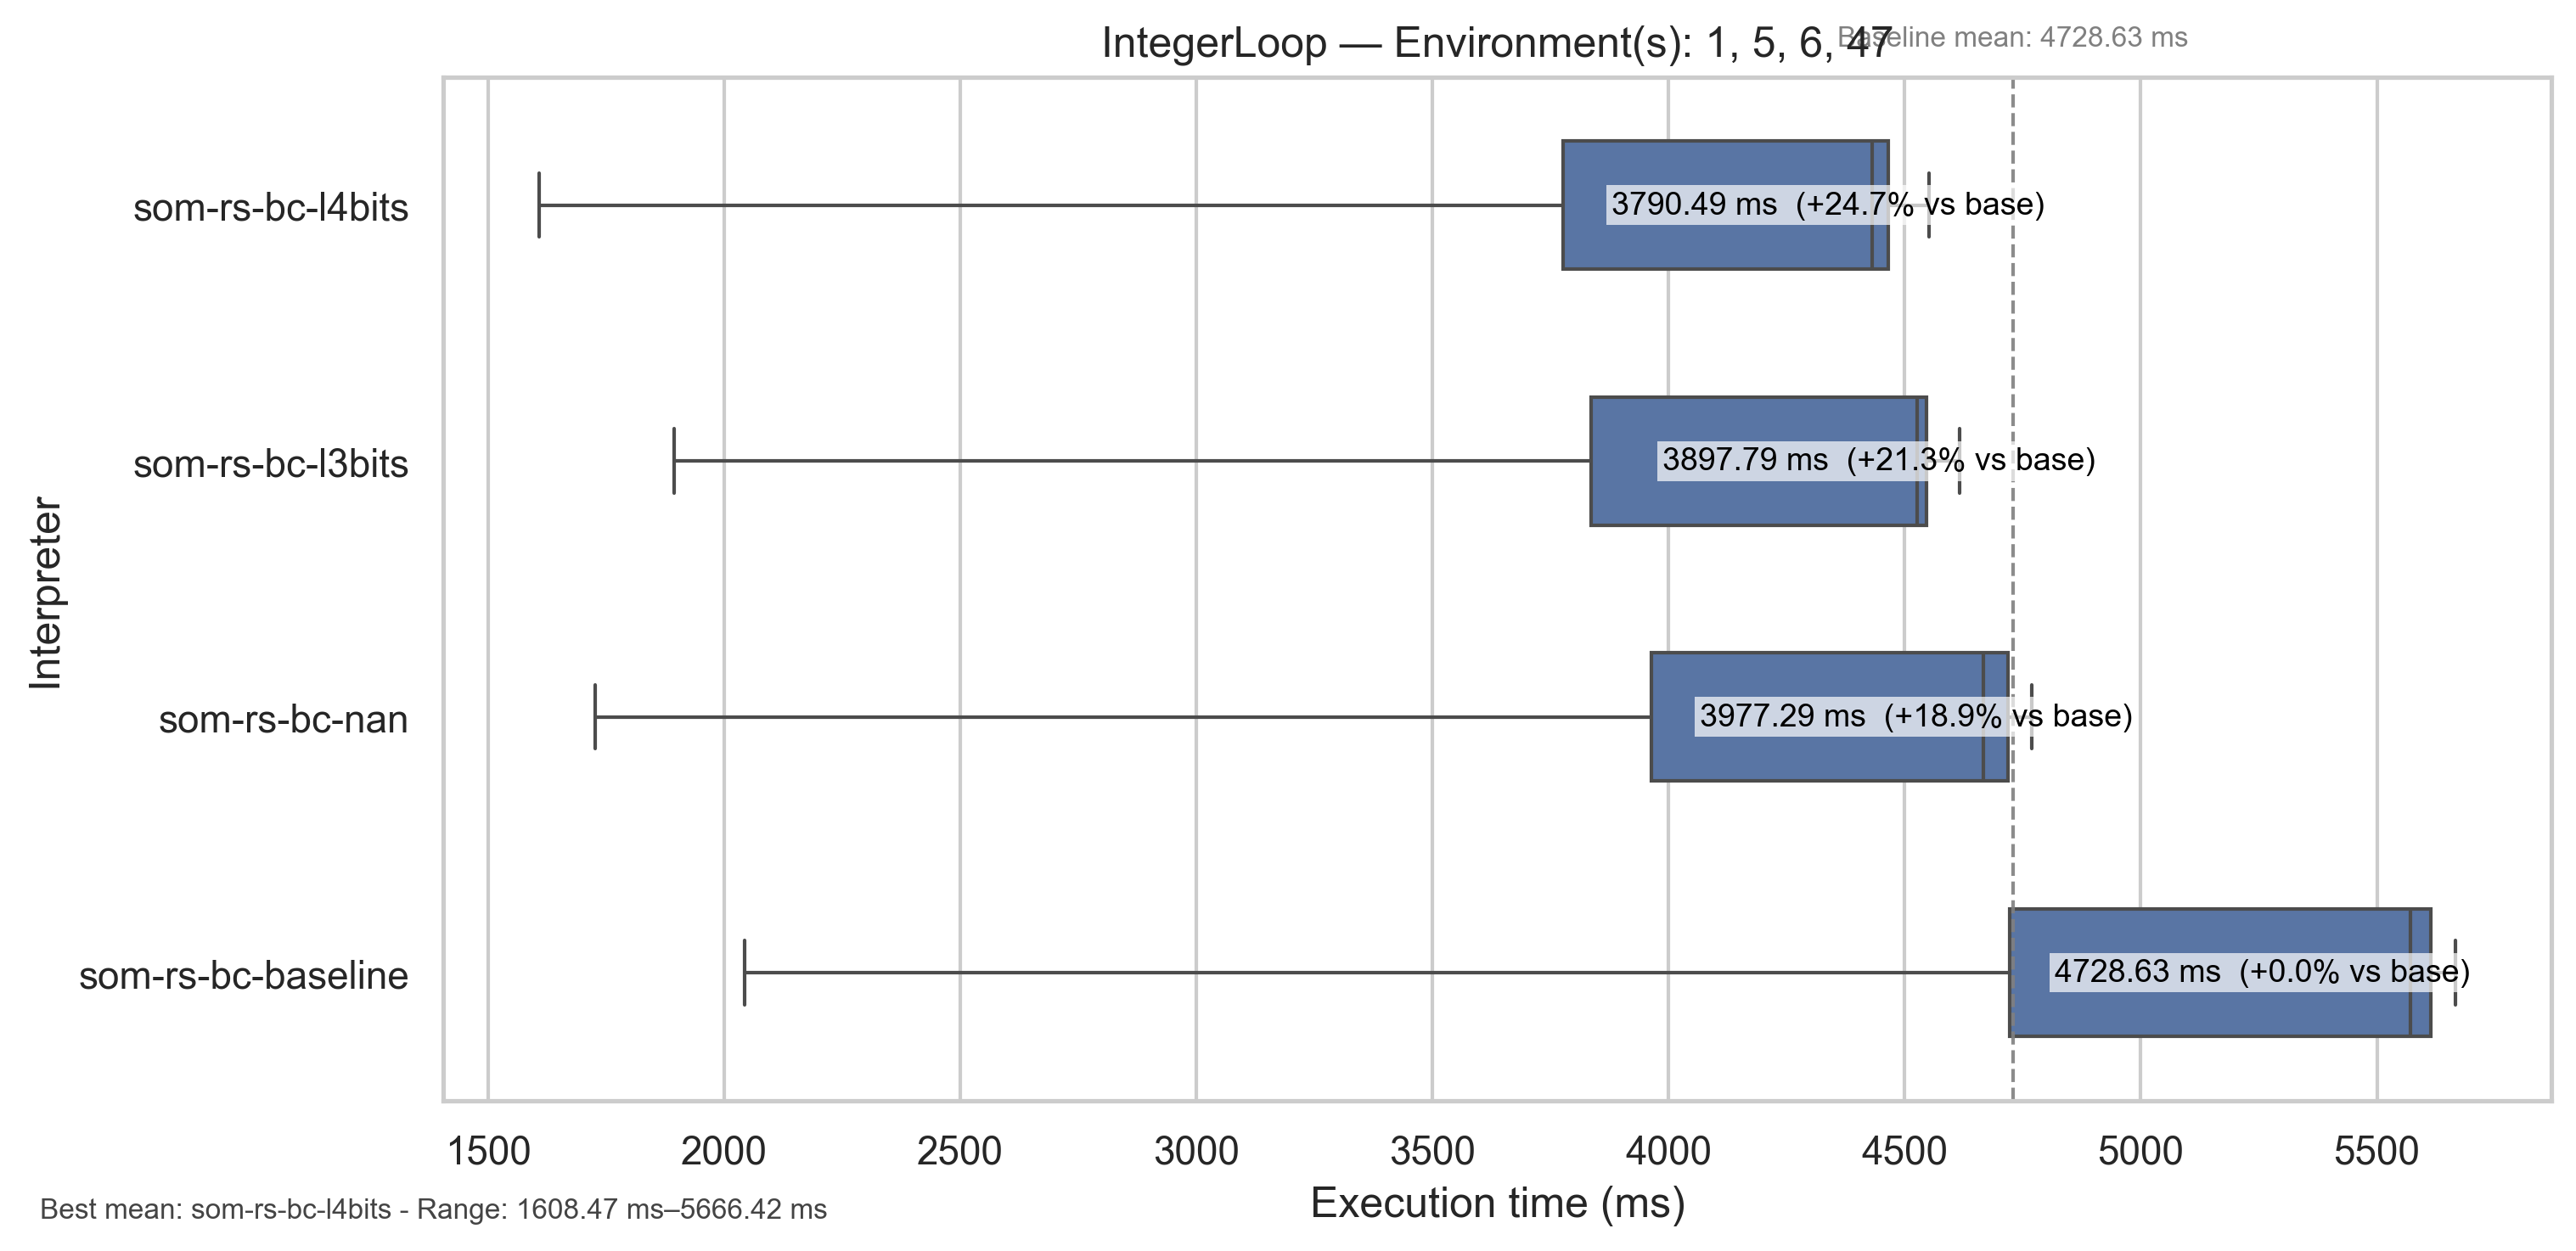 IntegerLoop — Environment(s): 1, 5, 6, 47
Baseline mean: 4728.63 ms
Interpreter
som-rs-bc-l4bits
3790.49 ms (+24.7% vs base)
som-rs-bc-l3bits
3897.79 ms (+21.3% vs base)
som-rs-bc-nan
3977.29 ms (+18.9% vs base)
som-rs-bc-baseline
4728.63 ms (+0.0% vs base)
1500 2000 2500 3000 3500 4000 4500 5000 5500
Execution time (ms)
Best mean: som-rs-bc-l4bits - Range: 1608.47 ms–5666.42 ms